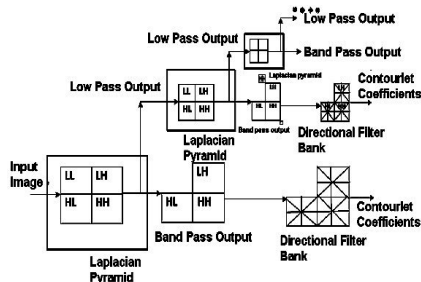 Low Pass Output
Low Pass Output
Band Pass Output
Low Pass Output
LL LH
HL HH
Laplacian pyramid
LH
HL HH
Band pass output
Contourlet
Coefficients
Laplacian
Pyramid
Directional Filter
Bank
Input
Image
LL LH
HL HH
LH
HL HH
Band Pass Output
Contourlet
Coefficients
Directional Filter
Bank
Laplacian
Pyramid